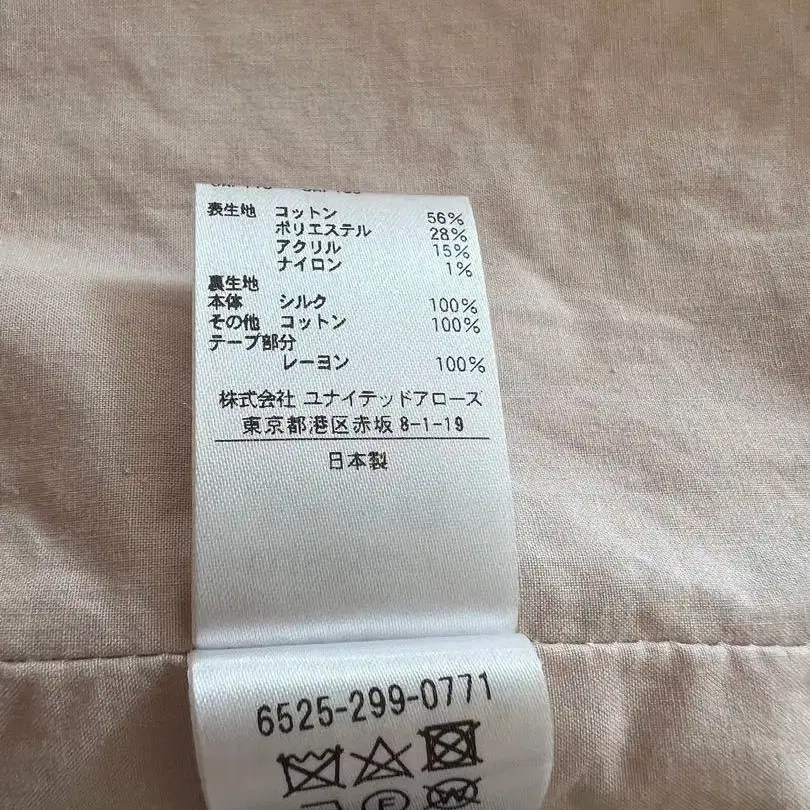 表生地 コットン 56%
ポリエステル 28%
アクリル 15%
ナイロン 1%
裏生地
本体 シルク 100%
その他 コットン 100%
テープ部分
レーヨン 100%
株式会社 ユナイテッドアローズ
東京都港区赤坂 8-1-19
日本製
6525-299-0771